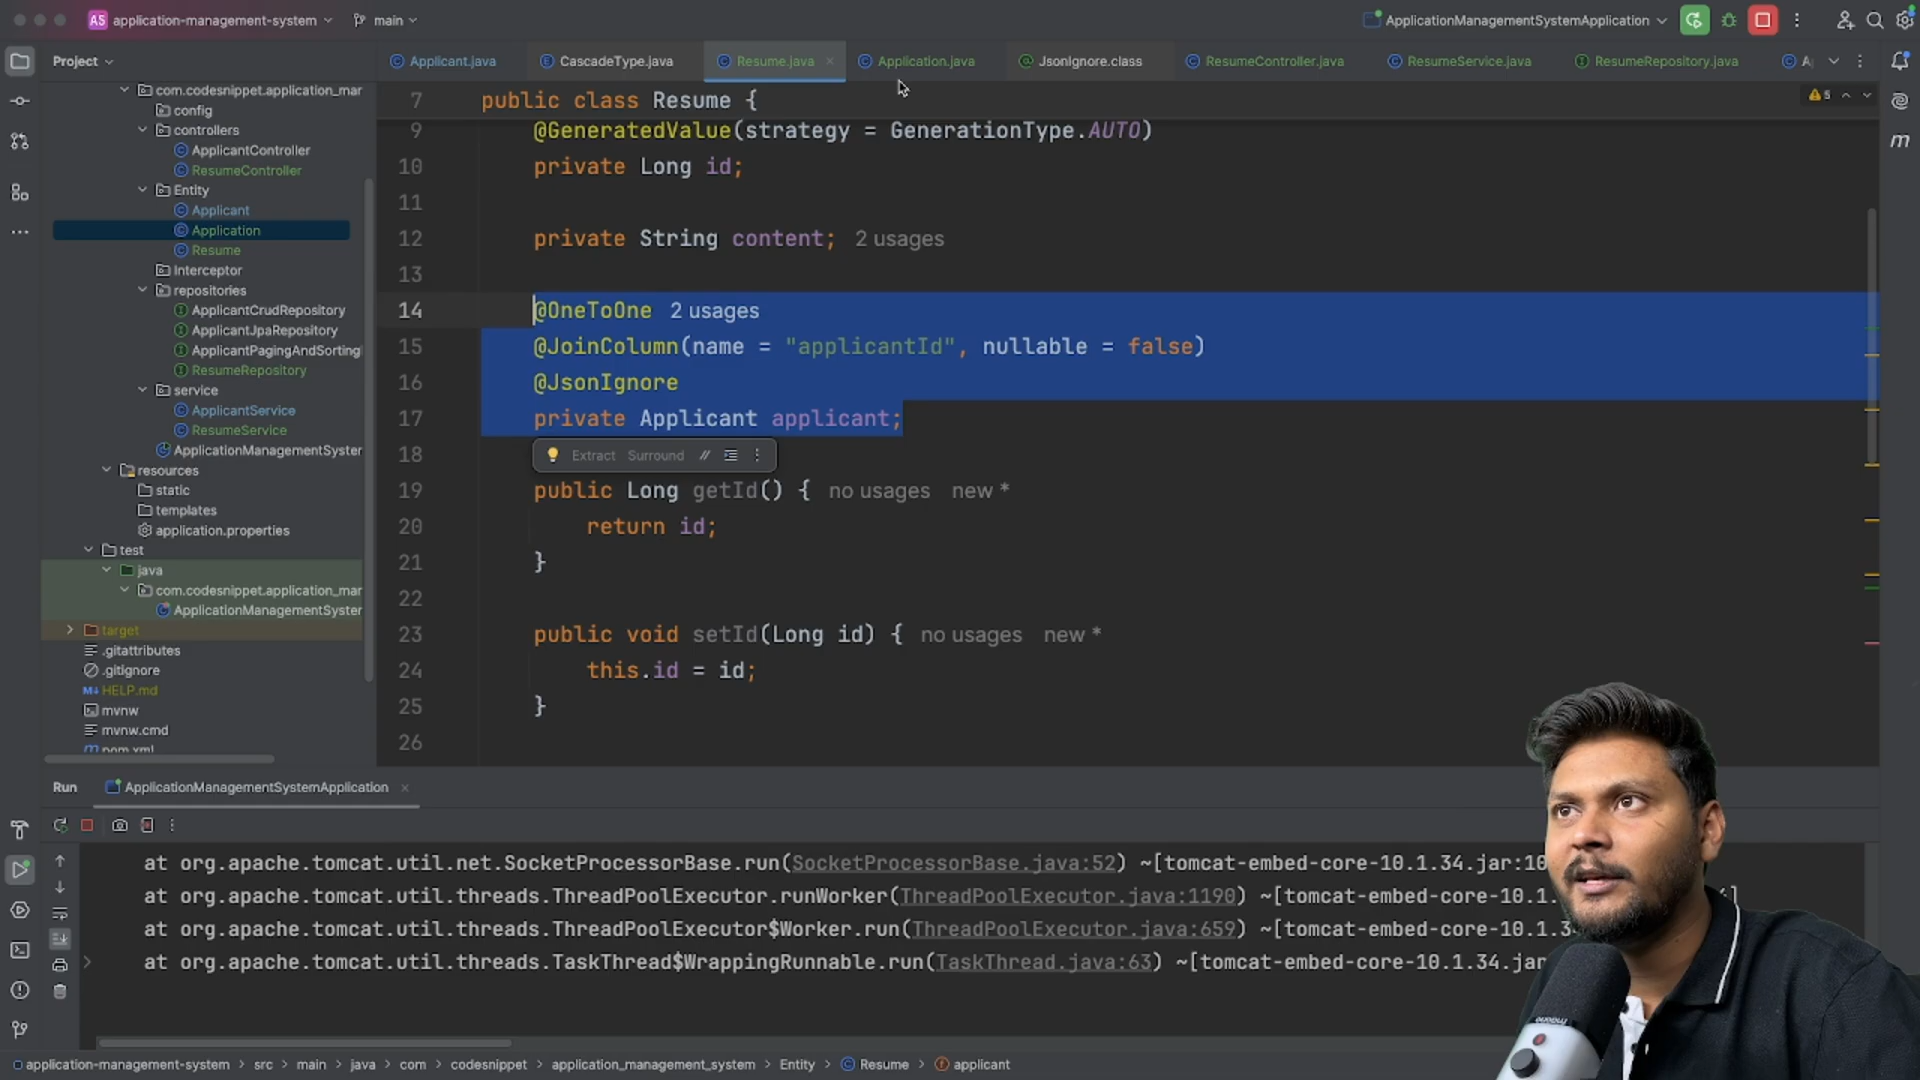 AS application-management-system main ApplicationManagementSystemApplication
Project
Applicant.java CascadeType.java Resume.java Application.java JsonIgnore.class ResumeController.java ResumeService.java ResumeRepository.java A
com.codesnippet.application_mar
config
controllers
ApplicantController
ResumeController
Entity
Applicant
Application
Resume
Interceptor
repositories
ApplicantCrudRepository
ApplicantJpaRepository
ApplicantPagingAndSorting
ResumeRepository
service
ApplicantService
ResumeService
ApplicationManagementSyster
resources
static
templates
application.properties
test
java
com.codesnippet.application_mar
ApplicationManagementSyster
target
.gitattributes
.gitignore
HELP.md
mvnw
mvnw.cmd
pom.xml
7 public class Resume { 5
9 @GeneratedValue(strategy = GenerationType.AUTO)
10 private Long id;
11
12 private String content; 2 usages
13
14 @OneToOne 2 usages
15 @JoinColumn(name = "applicantId", nullable = false)
16 @JsonIgnore
17 private Applicant applicant;
18 Extract Surround //
19 public Long getId() { no usages new *
20 return id;
21 }
22
23 public void setId(Long id) { no usages new *
24 this.id = id;
25 }
26
Run ApplicationManagementSystemApplication
at org.apache.tomcat.util.net.SocketProcessorBase.run(SocketProcessorBase.java:52) ~[tomcat-embed-core-10.1.34.jar:10
at org.apache.tomcat.util.threads.ThreadPoolExecutor.runWorker(ThreadPoolExecutor.java:1190) ~[tomcat-embed-core-10.1.
at org.apache.tomcat.util.threads.ThreadPoolExecutor$Worker.run(ThreadPoolExecutor.java:659) ~[tomcat-embed-core-10.1.34
at org.apache.tomcat.util.threads.TaskThread$WrappingRunnable.run(TaskThread.java:63) ~[tomcat-embed-core-10.1.34.jar
application-management-system src main java com codesnippet application_management_system Entity Resume applicant